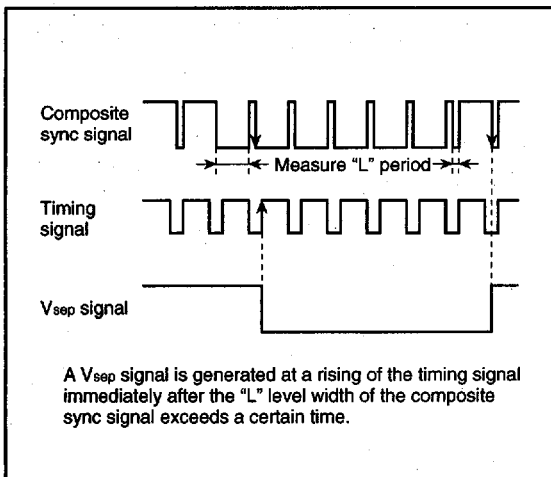 Composite
sync signal
Measure “L” period
Timing
signal
Vsep signal
A Vsep signal is generated at a rising of the timing signal
immediately after the “L” level width of the composite
sync signal exceeds a certain time.